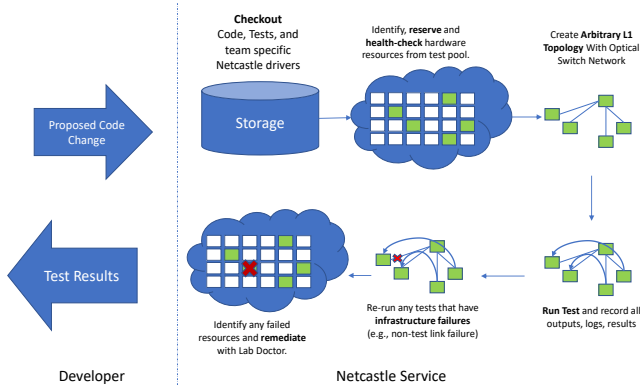 Checkout
Code, Tests, and
team specific
Netcastle drivers
Identify, reserve and
health-check hardware
resources from test pool.
Create Arbitrary L1
Topology With Optical
Switch Network
Proposed Code
Change
Storage
Test Results
Identify any failed
resources and remediate
with Lab Doctor.
Re-run any tests that have
infrastructure failures
(e.g., non-test link failure)
Run Test and record all
outputs, logs, results
Developer
Netcastle Service